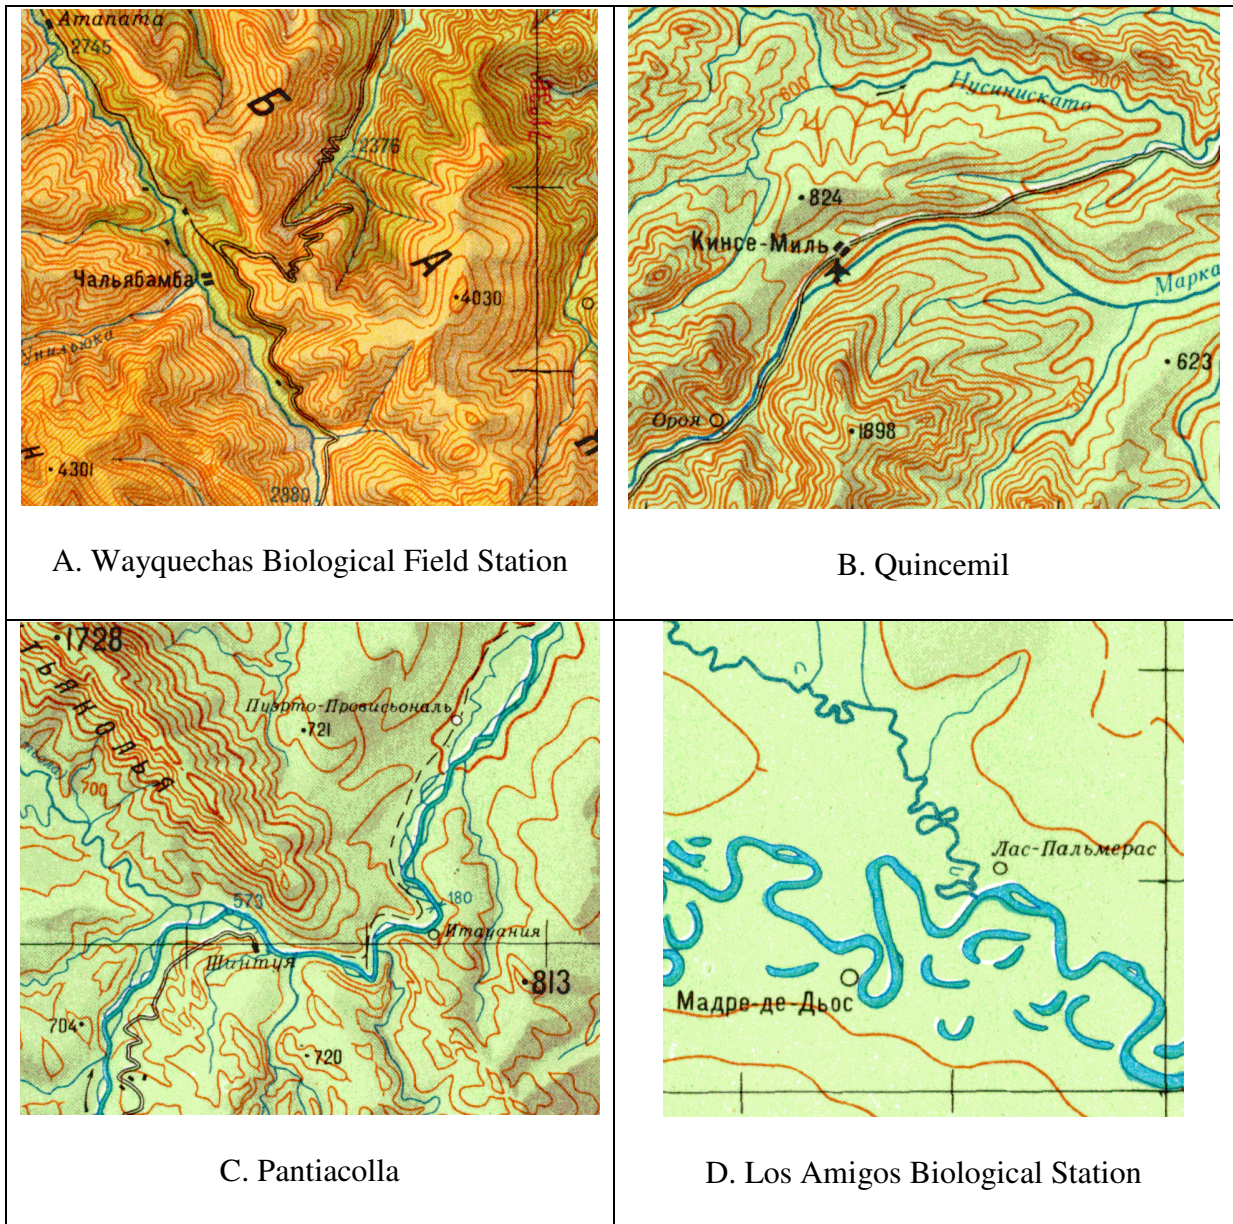 Атапата
2745
Б
2376
А
Чальябамба
4030
4301
2880
A. Wayquechas Biological Field Station
500
600
Нусинискато
824
Кинсе-Миль
Марка
623
Ороя
1898
B. Quincemil
1728
ТЬЯКОЛЬЯ
Пуэрто-Провисьональ
721
700
573
180
Итауания
Шинтуя
813
704
720
C. Pantiacolla
Лас-Пальмерас
Мадре-де-Дьос
D. Los Amigos Biological Station